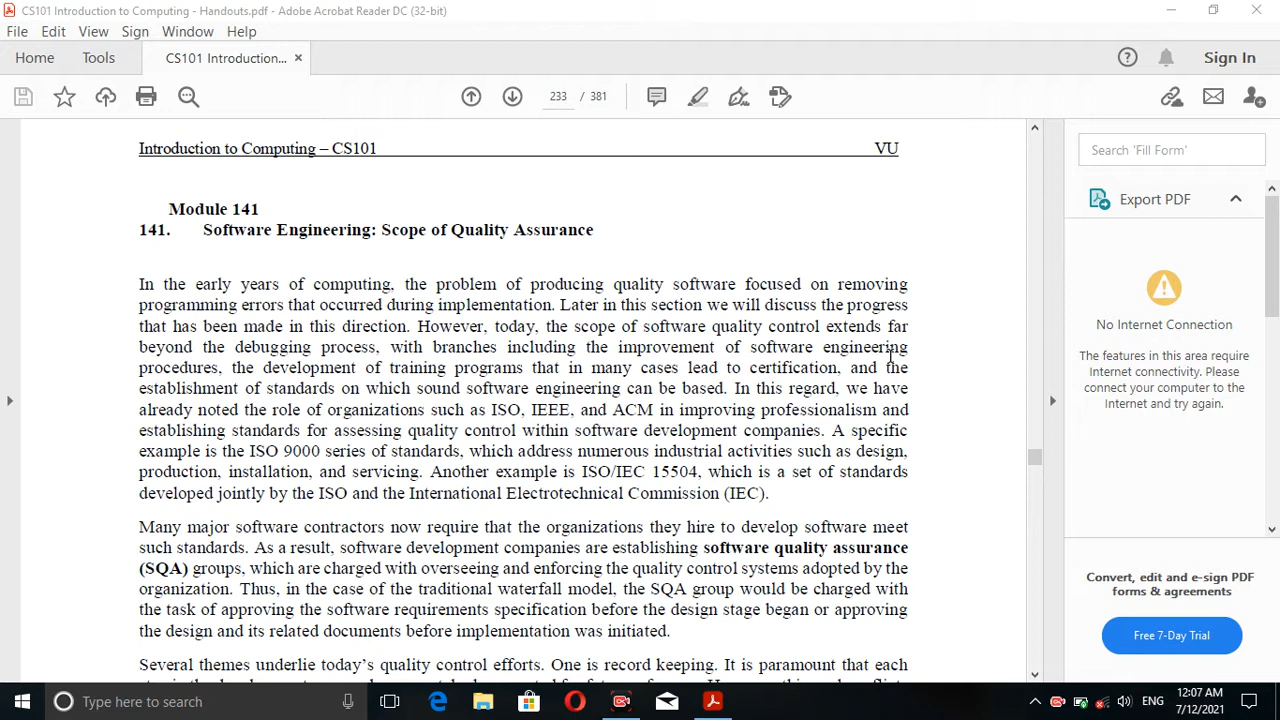 CS101 Introduction to Computing - Handouts.pdf - Adobe Acrobat Reader DC (32-bit)
File Edit View Sign Window Help
Home Tools CS101 Introduction... × Sign In
233 / 381
Introduction to Computing – CS101 VU
Module 141
141. Software Engineering: Scope of Quality Assurance
In the early years of computing, the problem of producing quality software focused on removing
programming errors that occurred during implementation. Later in this section we will discuss the progress
that has been made in this direction. However, today, the scope of software quality control extends far
beyond the debugging process, with branches including the improvement of software engineering
procedures, the development of training programs that in many cases lead to certification, and the
establishment of standards on which sound software engineering can be based. In this regard, we have
already noted the role of organizations such as ISO, IEEE, and ACM in improving professionalism and
establishing standards for assessing quality control within software development companies. A specific
example is the ISO 9000 series of standards, which address numerous industrial activities such as design,
production, installation, and servicing. Another example is ISO/IEC 15504, which is a set of standards
developed jointly by the ISO and the International Electrotechnical Commission (IEC).
Many major software contractors now require that the organizations they hire to develop software meet
such standards. As a result, software development companies are establishing software quality assurance
(SQA) groups, which are charged with overseeing and enforcing the quality control systems adopted by the
organization. Thus, in the case of the traditional waterfall model, the SQA group would be charged with
the task of approving the software requirements specification before the design stage began or approving
the design and its related documents before implementation was initiated.
Several themes underlie today's quality control efforts. One is record keeping. It is paramount that each
Search 'Fill Form'
Export PDF
No Internet Connection
The features in this area require
Internet connectivity. Please
connect your computer to the
Internet and try again.
Convert, edit and e-sign PDF
forms & agreements
Free 7-Day Trial
Type here to search
ENG
12:07 AM
7/12/2021